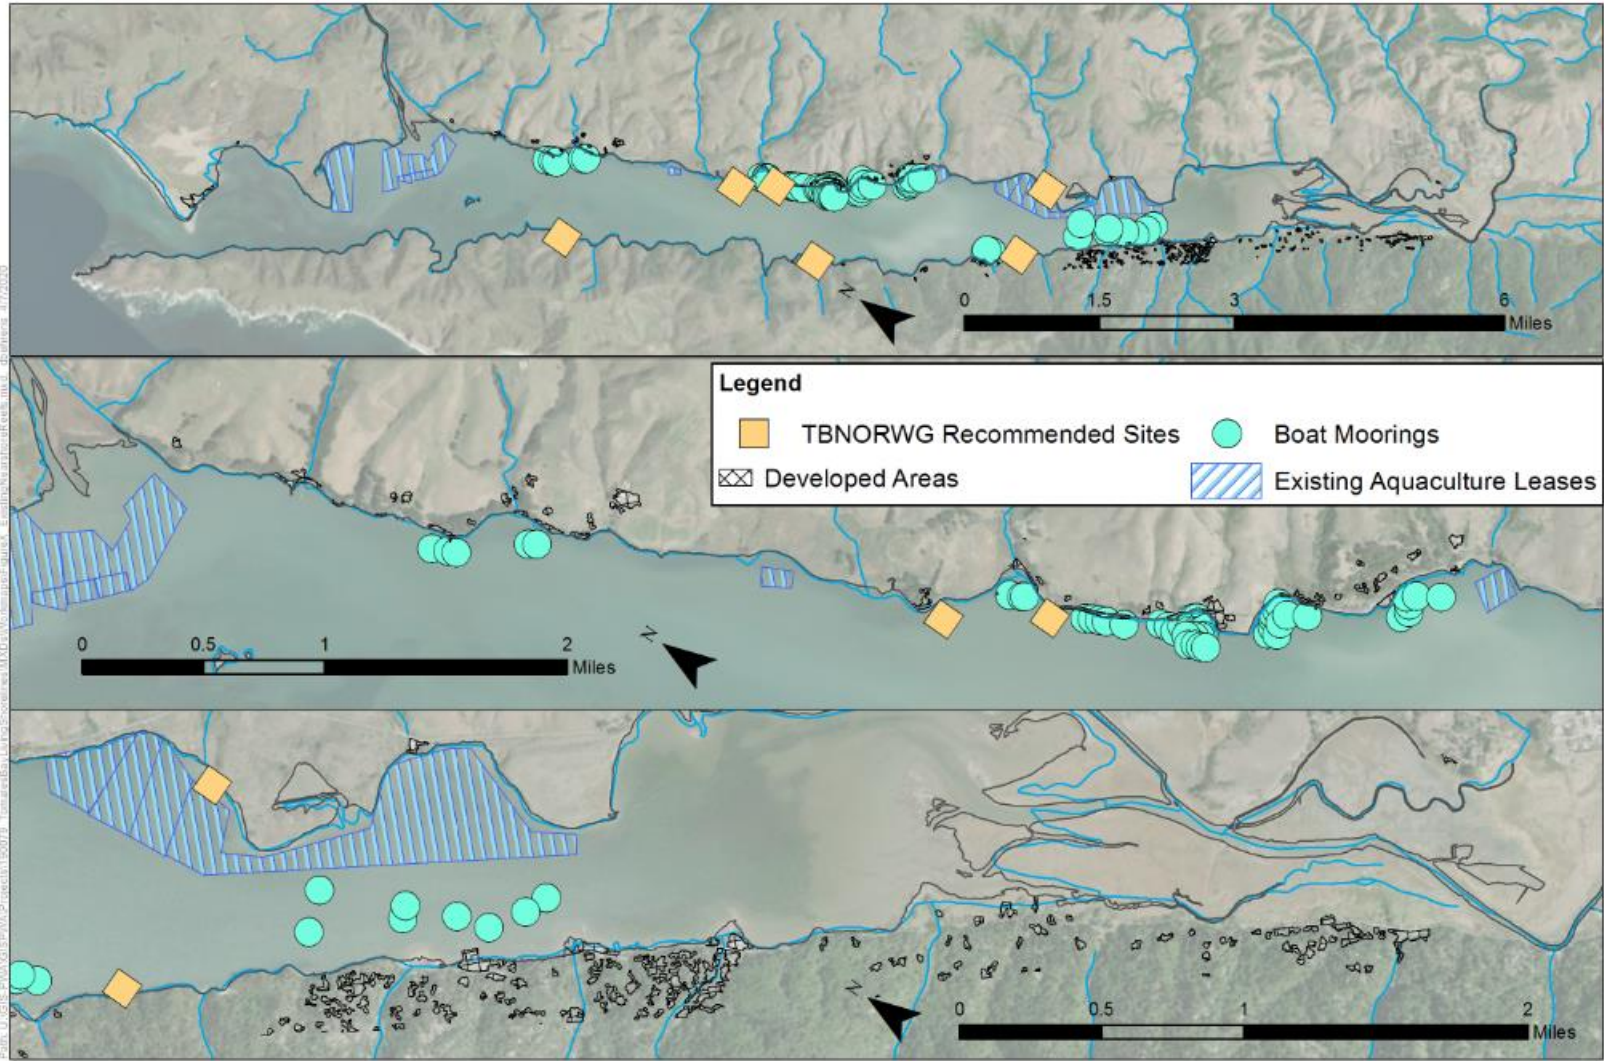 N
0 1.5 3 6
Miles
Legend
TBNORWG Recommended Sites
Boat Moorings
Developed Areas
Existing Aquaculture Leases
0 0.5 1 2
Miles
N
N
0 0.5 1 2
Miles